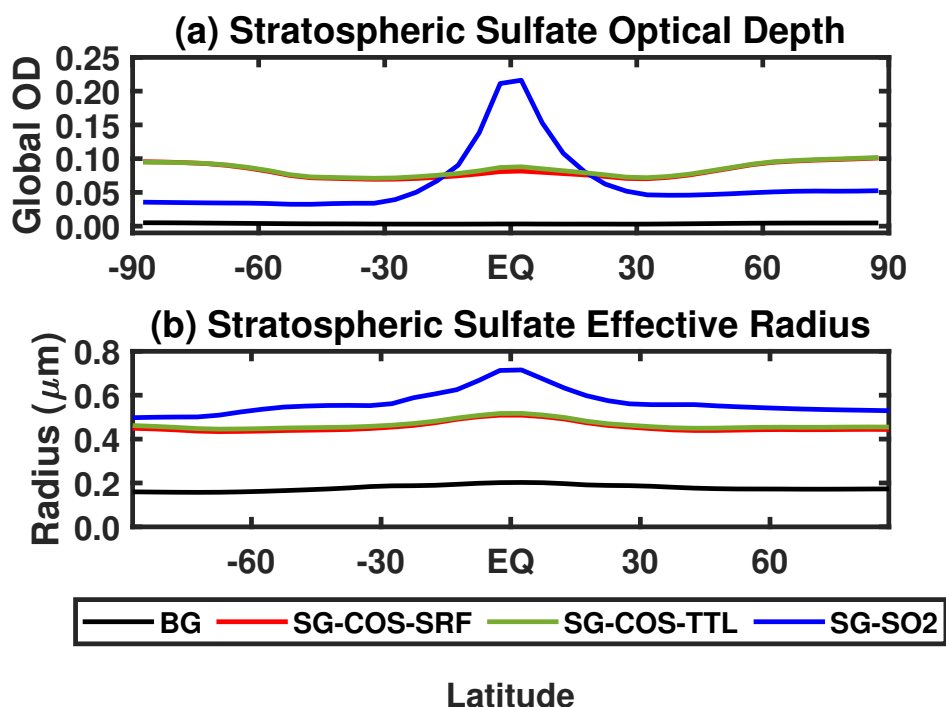 (a) Stratospheric Sulfate Optical Depth
Global OD
0.25
0.20
0.15
0.10
0.05
0.00
-90 -60 -30 EQ 30 60 90
(b) Stratospheric Sulfate Effective Radius
Radius (μm)
0.8
0.6
0.4
0.2
0.0
-60 -30 EQ 30 60
BG SG-COS-SRF SG-COS-TTL SG-SO2
Latitude